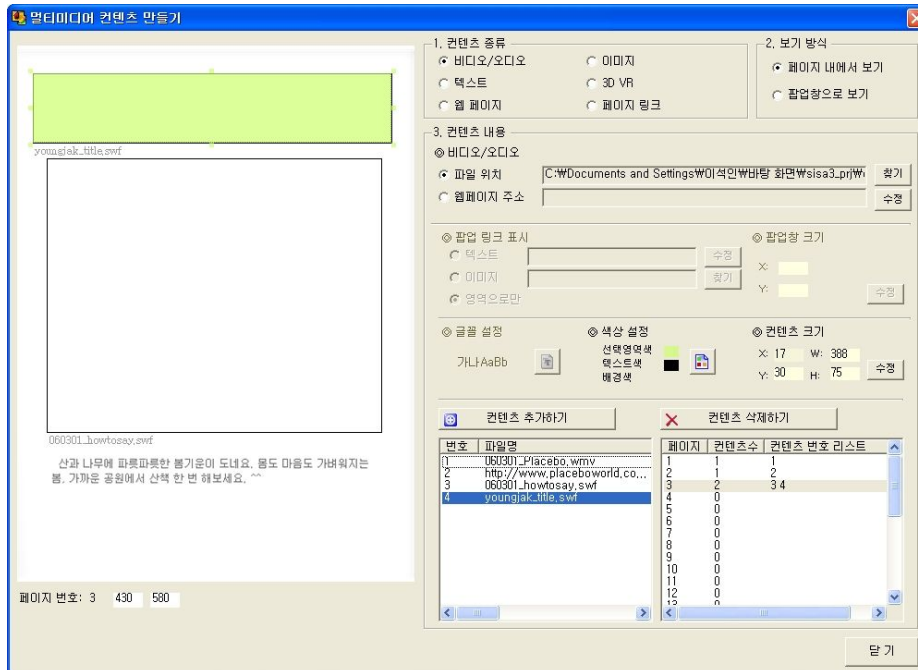 멀티미디어 컨텐츠 만들기
youngjak_title.swf
060301_howtosay.swf
산과 나무에 파릇파릇한 봄기운이 도네요. 몸도 마음도 가벼워지는
봄, 가까운 공원에서 산책 한 번 해보세요. ^^
페이지 번호: 3 430 580
1. 컨텐츠 종류
비디오/오디오 이미지
텍스트 3D VR
웹 페이지 페이지 링크
2. 보기 방식
페이지 내에서 보기
팝업창으로 보기
3. 컨텐츠 내용
비디오/오디오
파일 위치 C:₩Documents and Settings₩이석인₩바탕 화면₩sisa3_prj₩ 찾기
웹페이지 주소 수정
팝업 링크 표시
텍스트 수정
이미지 찾기
영역으로만
팝업창 크기
X:
Y: 수정
글꼴 설정
가나AaBb
색상 설정
선택영역색
텍스트색
배경색
컨텐츠 크기
X: 17 W: 388
Y: 30 H: 75 수정
컨텐츠 추가하기
번호 파일명
1 060301_Placebo.wmv
2 http://www.placeboworld.co...
3 060301_howtosay.swf
4 youngjak_title.swf
컨텐츠 삭제하기
페이지 컨텐츠수 컨텐츠 번호 리스트
1 1 1
2 1 2
3 2 3 4
4 0
5 0
6 0
7 0
8 0
9 0
10 0
11 0
12 0
13 0
닫기